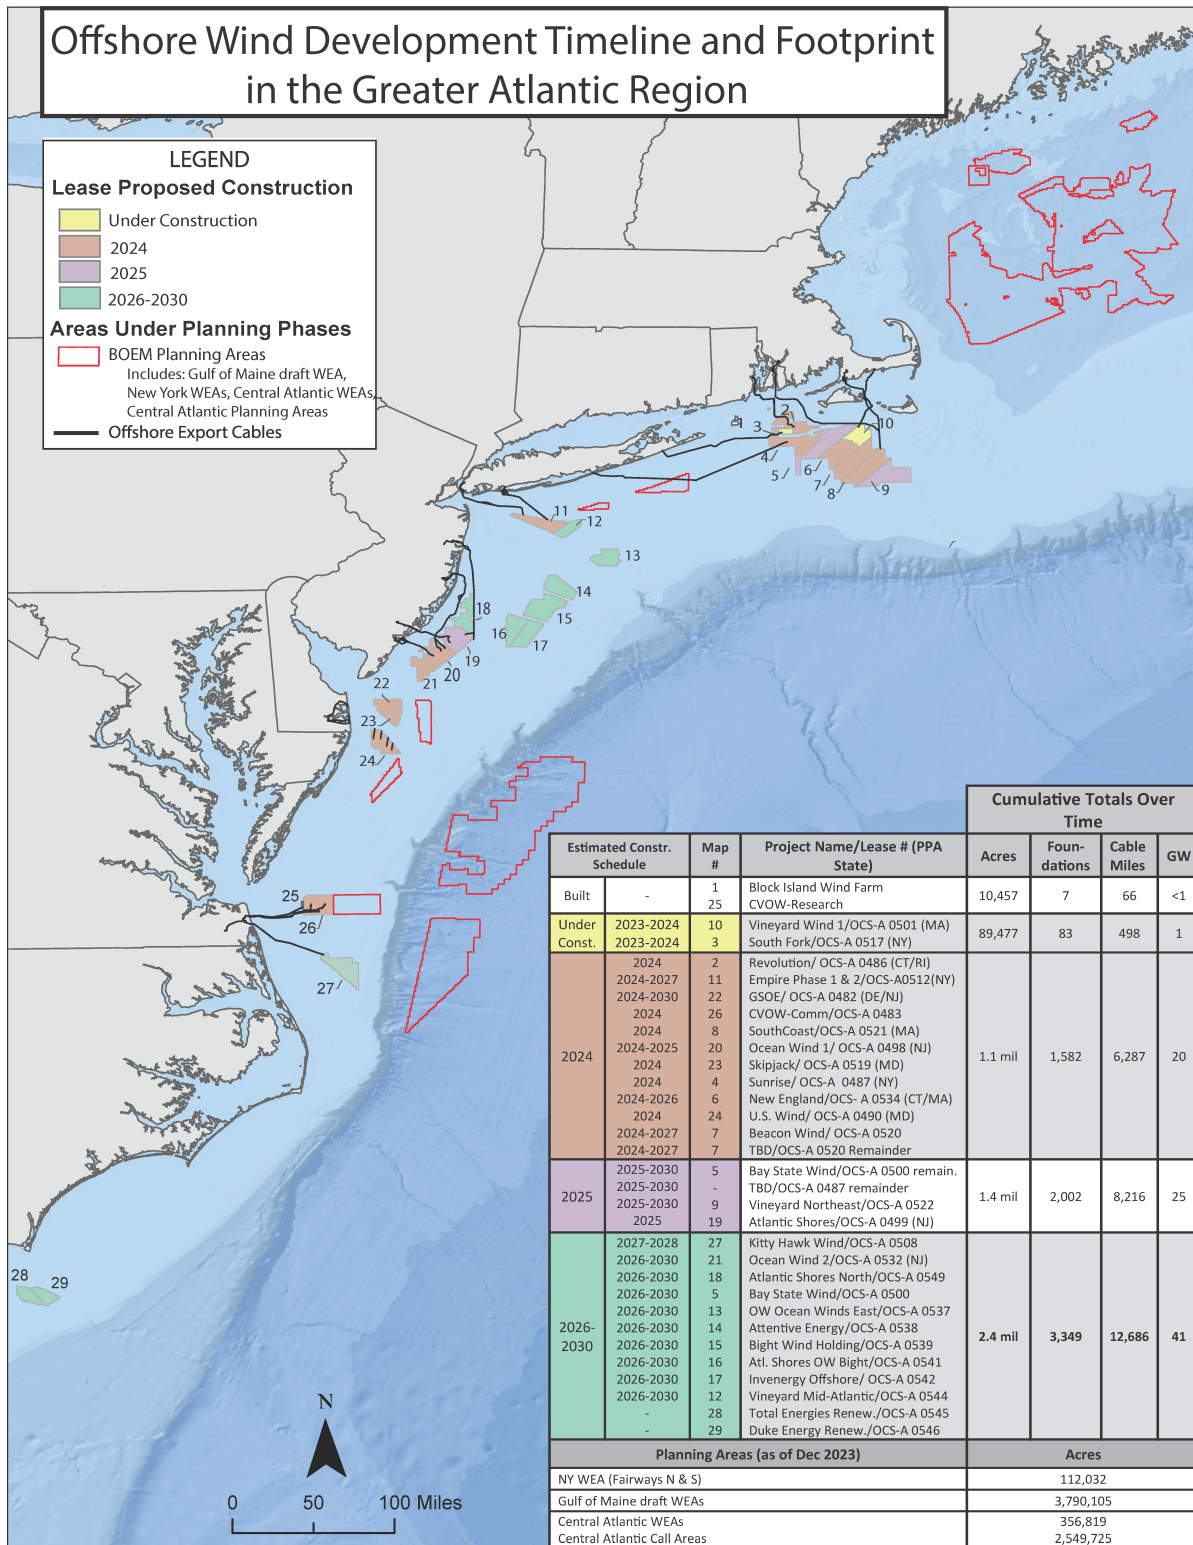 Offshore Wind Development Timeline and Footprint
in the Greater Atlantic Region
LEGEND
Lease Proposed Construction
Under Construction
2024
2025
2026-2030
Areas Under Planning Phases
BOEM Planning Areas
Includes: Gulf of Maine draft WEA,
New York WEAs, Central Atlantic WEAs,
Central Atlantic Planning Areas
Offshore Export Cables
1
2
3
4
5
6
7
8
9
10
11
12
13
14
15
16
17
18
19
20
21
22
23
24
25
26
27
28
29
N
0 50 100 Miles
Cumulative Totals Over
Time
Estimated Constr.
Schedule
Map
#
Project Name/Lease # (PPA
State)
Acres
Foun-
dations
Cable
Miles
GW
Built - 1 Block Island Wind Farm 10,457 7 66 <1
25 CVOW-Research
Under Const. 2023-2024 10 Vineyard Wind 1/OCS-A 0501 (MA) 89,477 83 498 1
2023-2024 3 South Fork/OCS-A 0517 (NY)
2024 2024 2 Revolution/ OCS-A 0486 (CT/RI) 1.1 mil 1,582 6,287 20
2024-2027 11 Empire Phase 1 & 2/OCS-A0512(NY)
2024-2030 22 GSOE/ OCS-A 0482 (DE/NJ)
2024 26 CVOW-Comm/OCS-A 0483
2024 8 SouthCoast/OCS-A 0521 (MA)
2024-2025 20 Ocean Wind 1/ OCS-A 0498 (NJ)
2024 23 Skipjack/ OCS-A 0519 (MD)
2024 4 Sunrise/ OCS-A 0487 (NY)
2024-2026 6 New England/OCS- A 0534 (CT/MA)
2024 24 U.S. Wind/ OCS-A 0490 (MD)
2024-2027 7 Beacon Wind/ OCS-A 0520
2024-2027 7 TBD/OCS-A 0520 Remainder
2025 2025-2030 5 Bay State Wind/OCS-A 0500 remain. 1.4 mil 2,002 8,216 25
2025-2030 - TBD/OCS-A 0487 remainder
2025-2030 9 Vineyard Northeast/OCS-A 0522
2025 19 Atlantic Shores/OCS-A 0499 (NJ)
2026-2030 2027-2028 27 Kitty Hawk Wind/OCS-A 0508 2.4 mil 3,349 12,686 41
2026-2030 21 Ocean Wind 2/OCS-A 0532 (NJ)
2026-2030 18 Atlantic Shores North/OCS-A 0549
2026-2030 5 Bay State Wind/OCS-A 0500
2026-2030 13 OW Ocean Winds East/OCS-A 0537
2026-2030 14 Attentive Energy/OCS-A 0538
2026-2030 15 Bight Wind Holding/OCS-A 0539
2026-2030 16 Atl. Shores OW Bight/OCS-A 0541
2026-2030 17 Invenergy Offshore/ OCS-A 0542
2026-2030 12 Vineyard Mid-Atlantic/OCS-A 0544
- 28 Total Energies Renew./OCS-A 0545
- 29 Duke Energy Renew./OCS-A 0546
Planning Areas (as of Dec 2023) Acres
NY WEA (Fairways N & S) 112,032
Gulf of Maine draft WEAs 3,790,105
Central Atlantic WEAs 356,819
Central Atlantic Call Areas 2,549,725